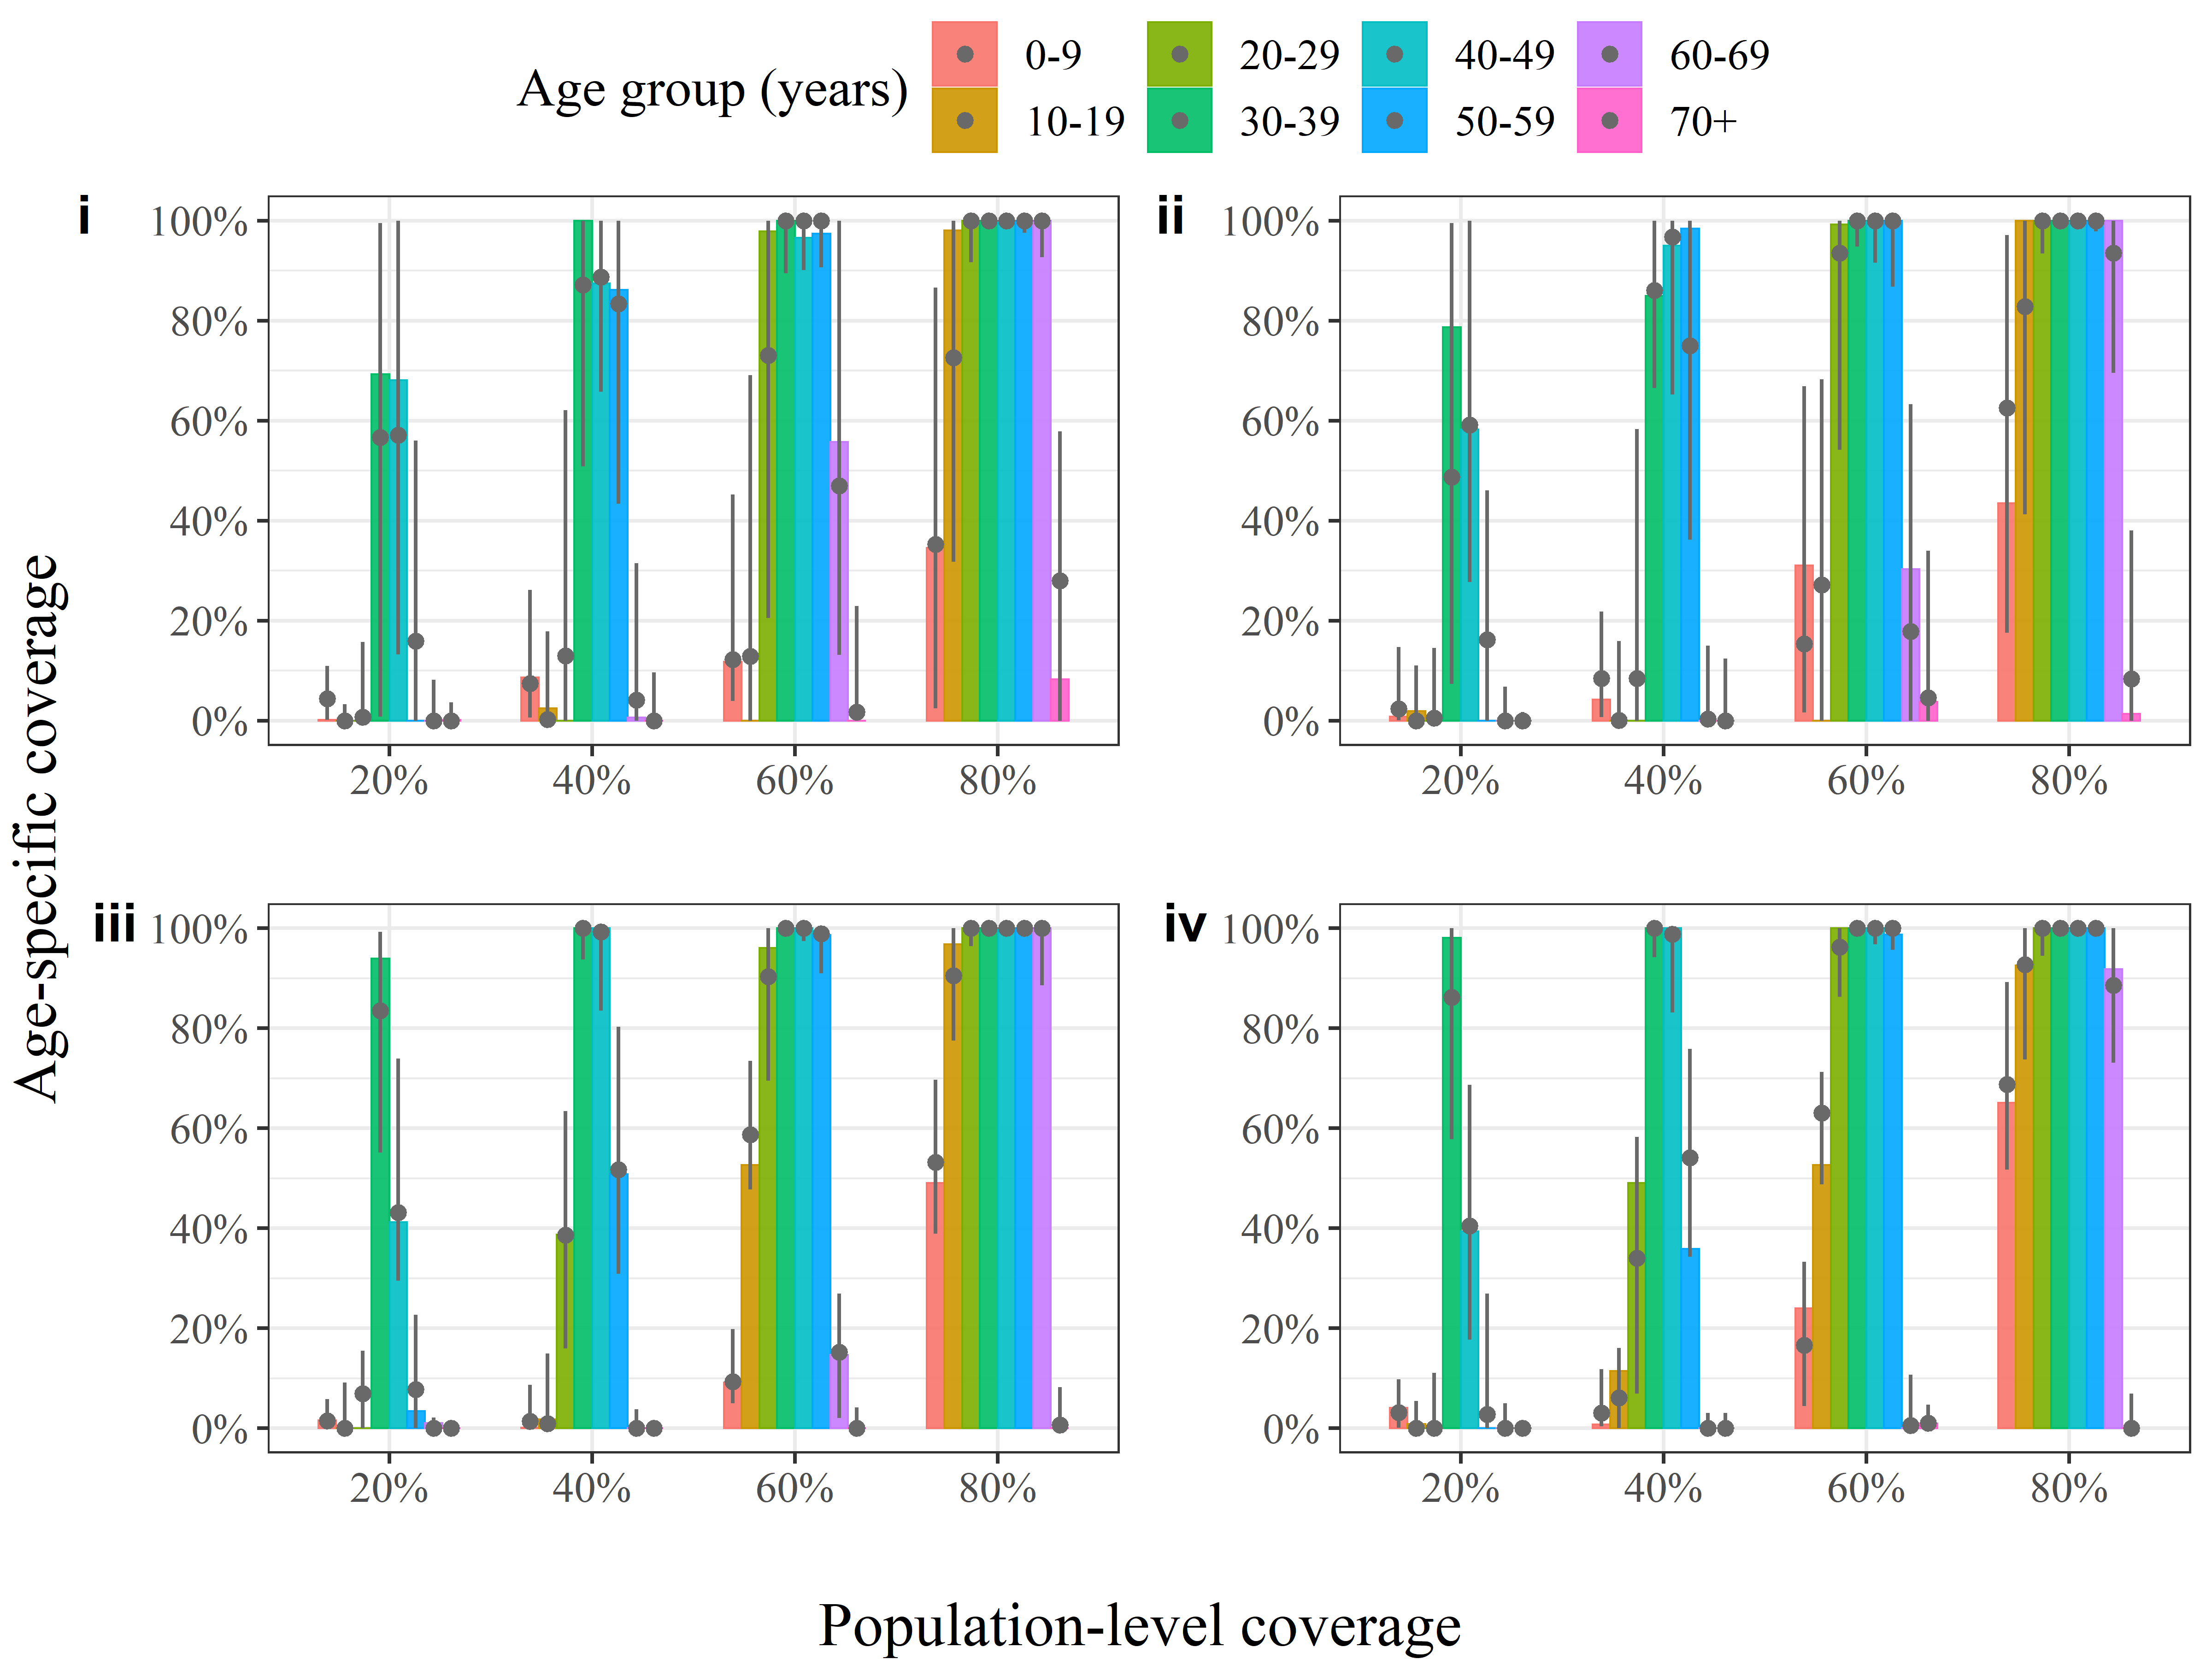 Age group (years)
0-9 20-29 40-49 60-69
10-19 30-39 50-59 70+
i ii
100% 100%
80% 80%
60% 60%
40% 40%
20% 20%
0% 0%
20% 40% 60% 80% 20% 40% 60% 80%
Age-specific coverage
iii iv
100% 100%
80% 80%
60% 60%
40% 40%
20% 20%
0% 0%
20% 40% 60% 80% 20% 40% 60% 80%
Population-level coverage